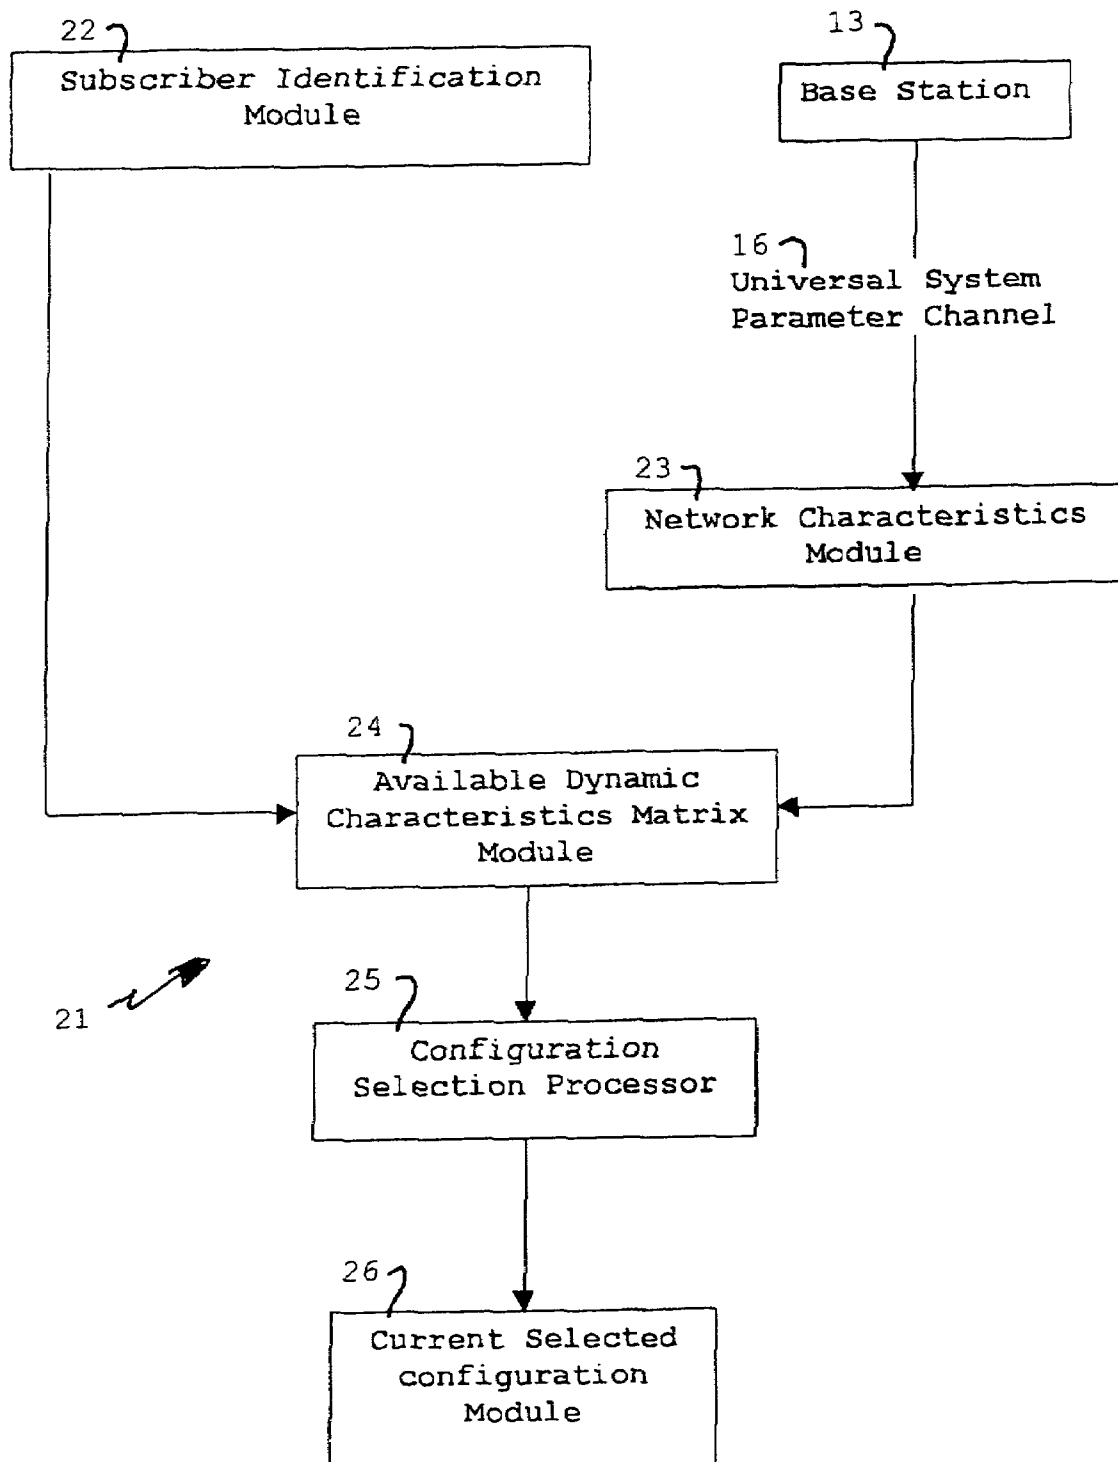 22
Subscriber Identification
Module
13
Base Station
16
Universal System
Parameter Channel
23
Network Characteristics
Module
24
Available Dynamic
Characteristics Matrix
Module
21
25
Configuration
Selection Processor
26
Current Selected
configuration
Module